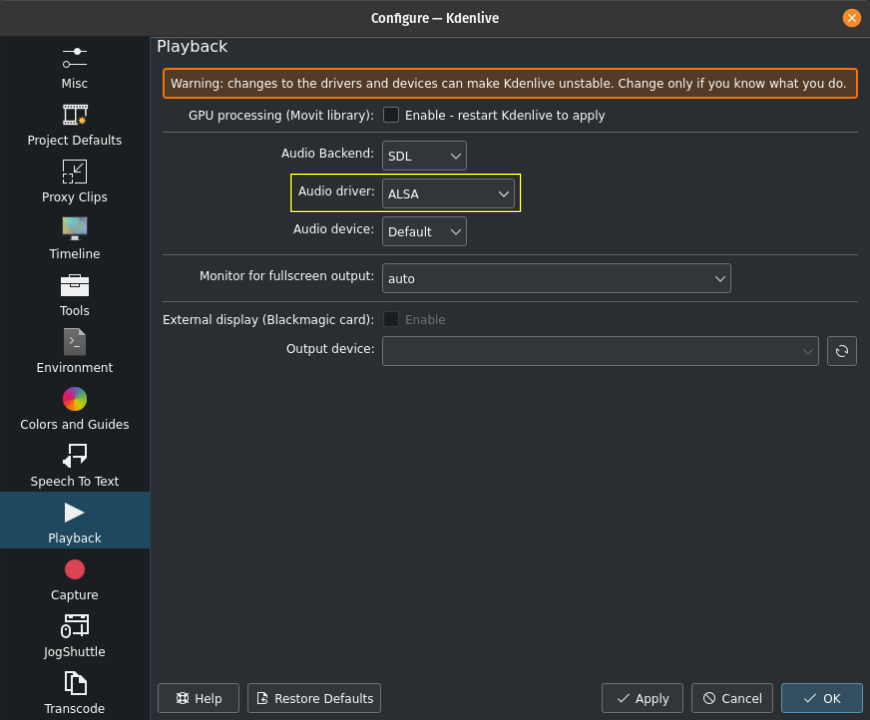 Configure — Kdenlive
Misc
Project Defaults
Proxy Clips
Timeline
Tools
Environment
Colors and Guides
Speech To Text
Playback
Capture
JogShuttle
Transcode
Playback
Warning: changes to the drivers and devices can make Kdenlive unstable. Change only if you know what you do.
GPU processing (Movit library): Enable - restart Kdenlive to apply
Audio Backend: SDL
Audio driver: ALSA
Audio device: Default
Monitor for fullscreen output: auto
External display (Blackmagic card): Enable
Output device:
Help Restore Defaults Apply Cancel OK